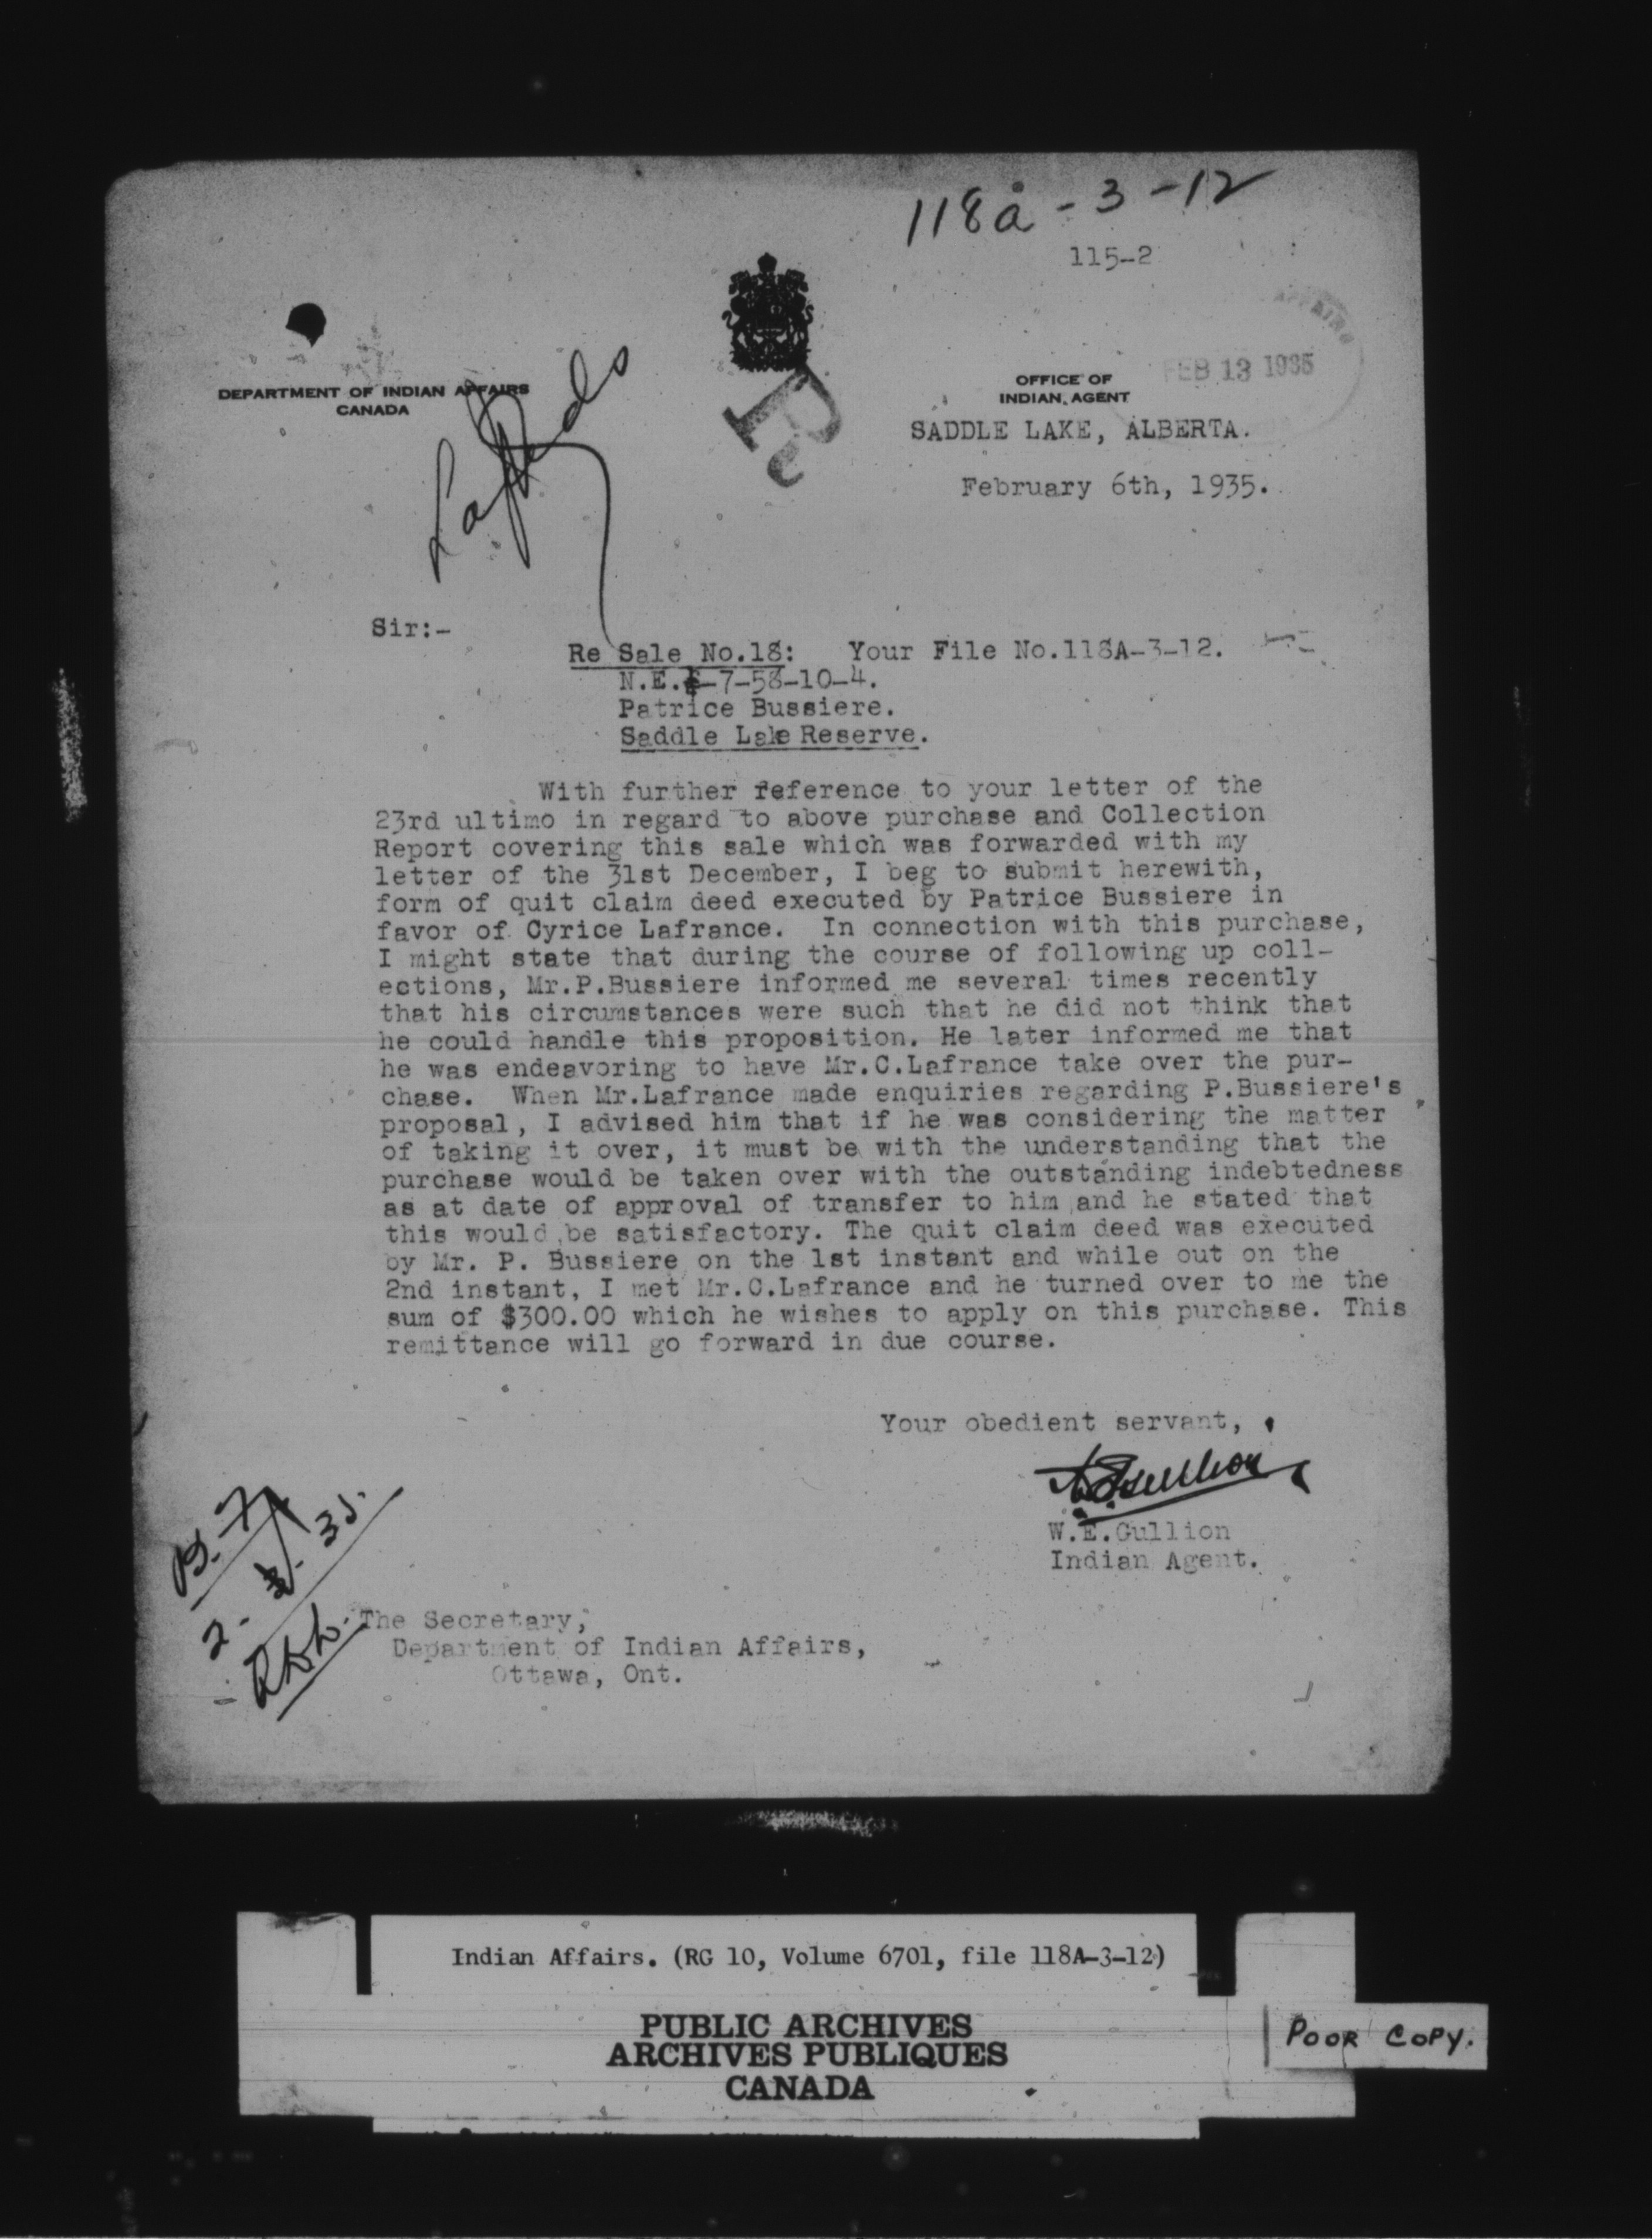 118a-3-12
115-2
DEPARTMENT OF INDIAN AFFAIRS
CANADA
AFFAIRS
FEB 13 1935
OFFICE OF
INDIAN AGENT
SADDLE LAKE, ALBERTA.
February 6th, 1935.
R
Sir:-
Re Sale No.18: Your File No.118A-3-12.
N.E.¼-7-58-10-4.
Patrice Bussiere.
Saddle Lake Reserve.
With further reference to your letter of the
23rd ultimo in regard to above purchase and Collection
Report covering this sale which was forwarded with my
letter of the 31st December, I beg to submit herewith,
form of quit claim deed executed by Patrice Bussiere in
favor of Cyrice Lafrance. In connection with this purchase,
I might state that during the course of following up coll-
ections, Mr.P.Bussiere informed me several times recently
that his circumstances were such that he did not think that
he could handle this proposition. He later informed me that
he was endeavoring to have Mr.C.Lafrance take over the pur-
chase. When Mr.Lafrance made enquiries regarding P.Bussiere's
proposal, I advised him that if he was considering the matter
of taking it over, it must be with the understanding that the
purchase would be taken over with the outstanding indebtedness
as at date of approval of transfer to him and he stated that
this would be satisfactory. The quit claim deed was executed
by Mr. P. Bussiere on the 1st instant and while out on the
2nd instant, I met Mr.C.Lafrance and he turned over to me the
sum of $300.00 which he wishes to apply on this purchase. This
remittance will go forward in due course.
Your obedient servant,
W.E.Gullion
Indian Agent.
The Secretary,
Department of Indian Affairs,
Ottawa, Ont.
Indian Affairs. (RG 10, Volume 6701, file 118A-3-12)
PUBLIC ARCHIVES
ARCHIVES PUBLIQUES
CANADA
POOR COPY.